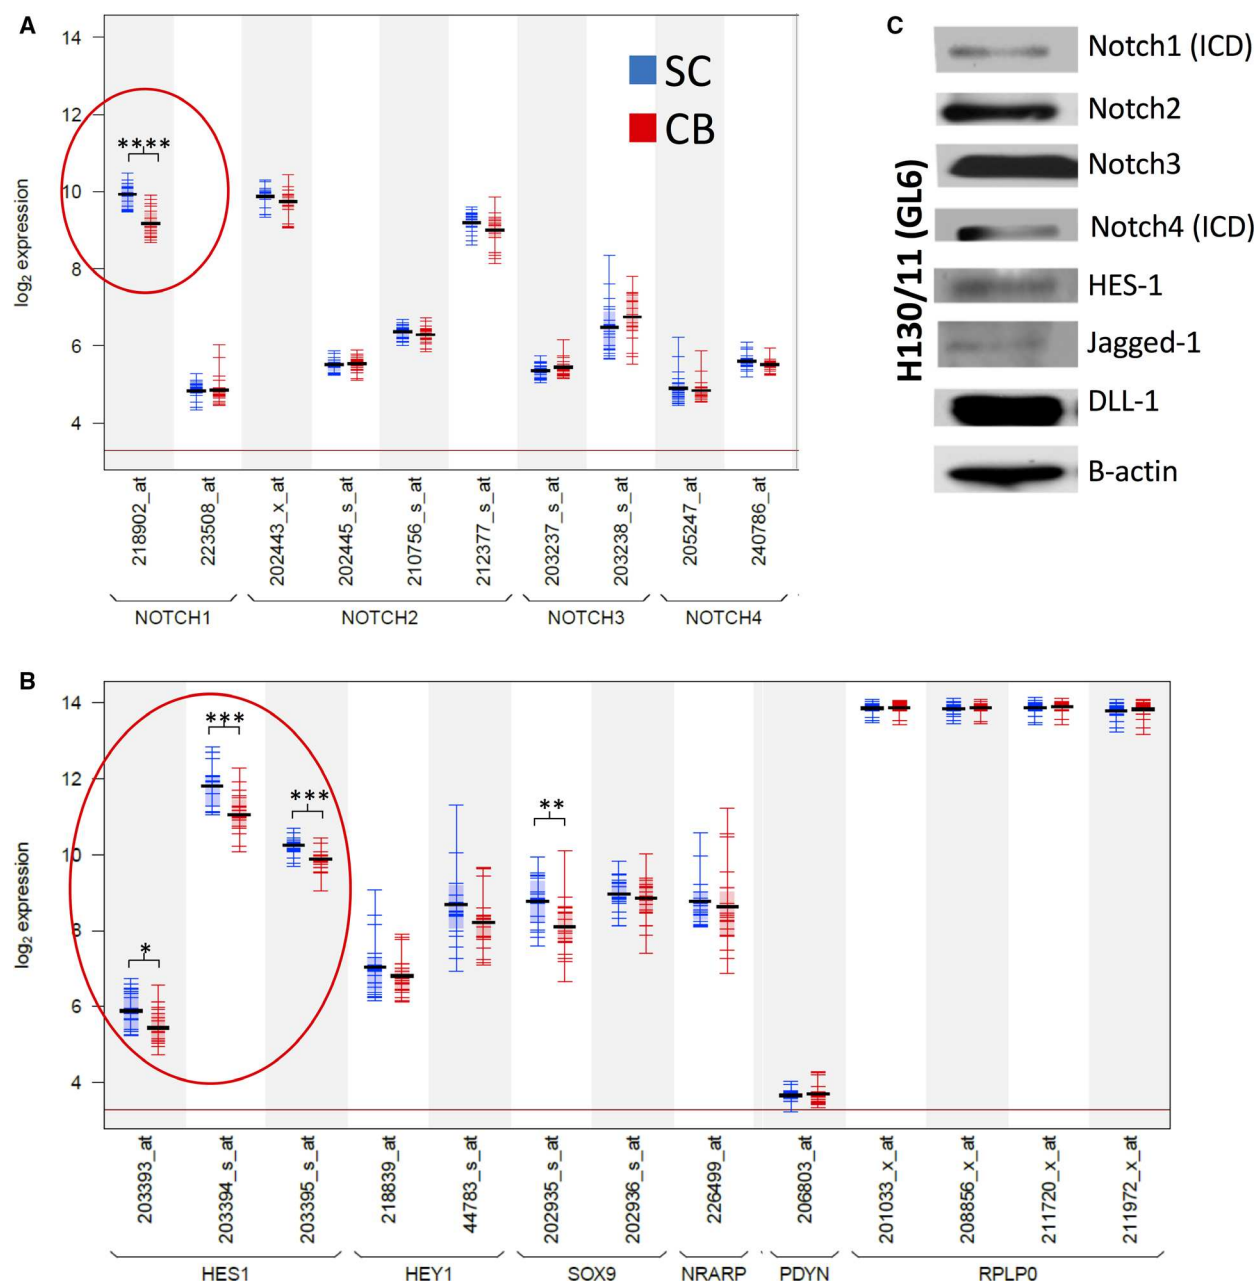 A
14
12
10
8
6
4
log2 expression
****
SC
CB
218902_at
223508_at
202443_x_at
202445_s_at
210756_s_at
212377_s_at
203237_s_at
203238_s_at
205247_at
240786_at
NOTCH1
NOTCH2
NOTCH3
NOTCH4
C
H130/11 (GL6)
Notch1 (ICD)
Notch2
Notch3
Notch4 (ICD)
HES-1
Jagged-1
DLL-1
B-actin
B
14
12
10
8
6
4
log2 expression
*
***
***
**
203393_at
203394_s_at
203395_s_at
218839_at
44783_s_at
202935_s_at
202936_s_at
226499_at
206803_at
201033_x_at
208856_x_at
211720_x_at
211972_x_at
HES1
HEY1
SOX9
NRARP
PDYN
RPLP0